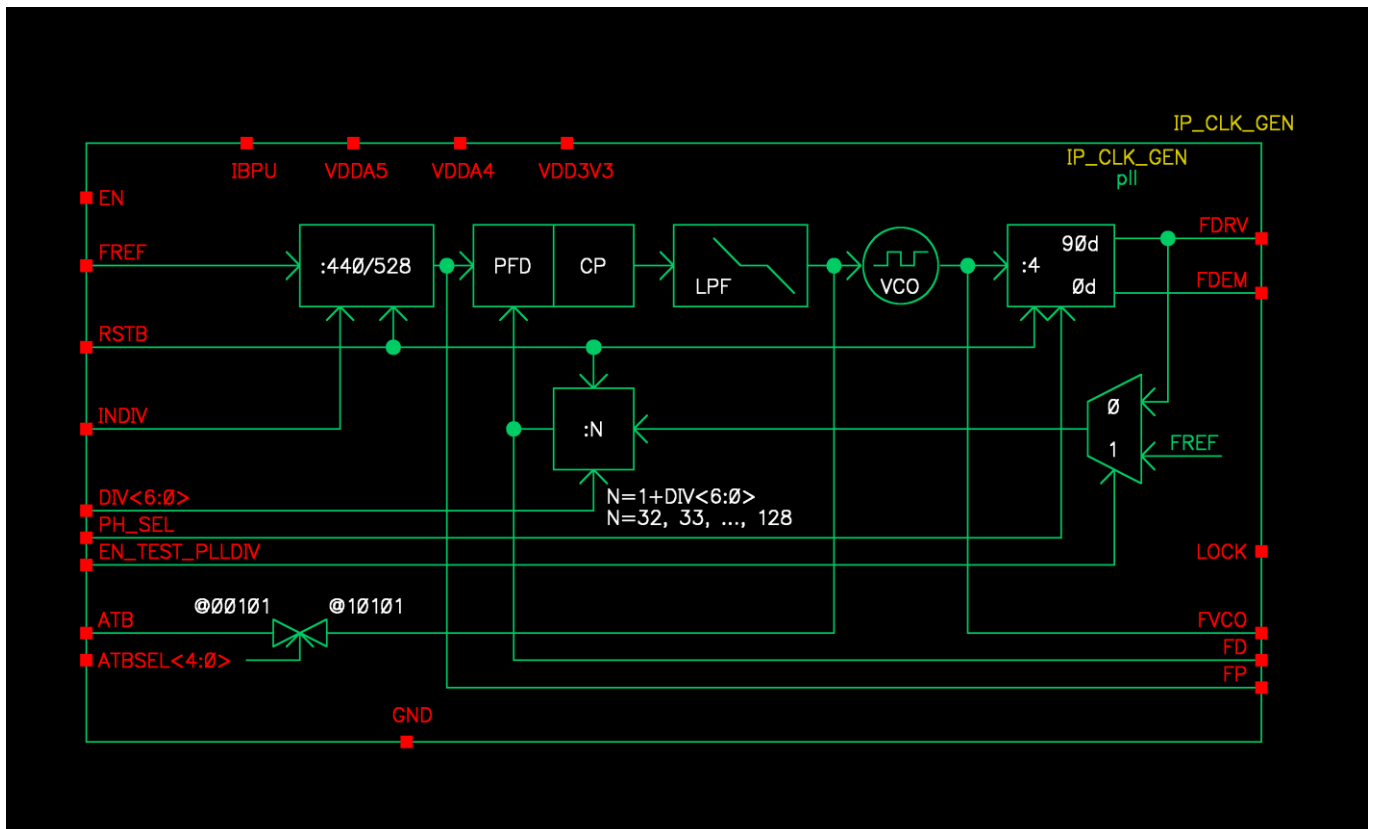 IP_CLK_GEN
IP_CLK_GEN
pll
IBPU
VDDA5
VDDA4
VDD3V3
EN
FREF
:440/528
PFD
CP
LPF
VCO
:4
90d
0d
FDRV
FDEM
RSTB
INDIV
:N
0
1
FREF
DIV<6:0>
N=1+DIV<6:0>
N=32, 33, ..., 128
PH_SEL
EN_TEST_PLLDIV
LOCK
@00101
@10101
ATB
ATBSEL<4:0>
FVCO
FD
FP
GND